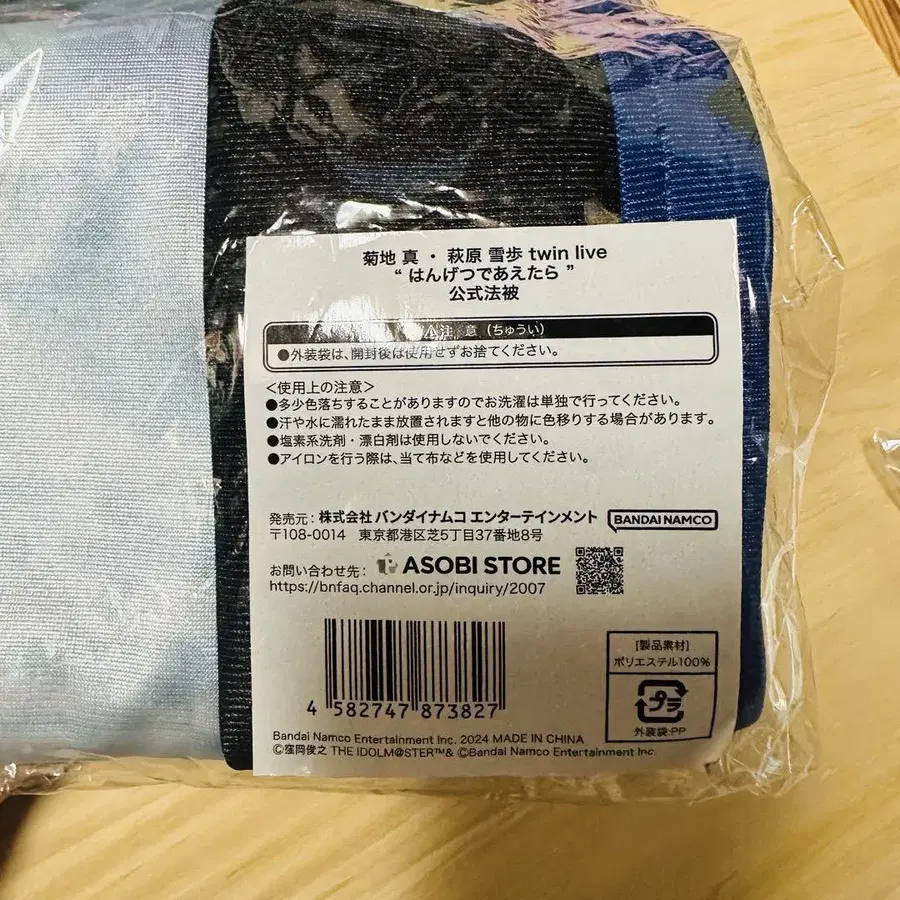 菊地 真 ・ 萩原 雪歩 twin live
“ はんげつであえたら ”
公式法被
⚠注 意 (ちゅうい)
●外装袋は、開封後は使用せずお捨てください。
<使用上の注意>
●多少色落ちすることがありますのでお洗濯は単独で行ってください。
●汗や水に濡れたまま放置されますと他の物に色移りする場合があります。
●塩素系洗剤・漂白剤は使用しないでください。
●アイロンを行う際は、当て布などを使用してください。
発売元: 株式会社 バンダイナムコ エンターテインメント BANDAI NAMCO
〒108-0014 東京都港区芝5丁目37番地8号
お問い合わせ先: ASOBI STORE
https://bnfaq.channel.or.jp/inquiry/2007
4 582747 873827
[製品素材]
ポリエステル100%
プラ
外装袋:PP
Bandai Namco Entertainment Inc. 2024 MADE IN CHINA
©窪岡俊之 THE IDOLM@STER™& ©Bandai Namco Entertainment Inc.